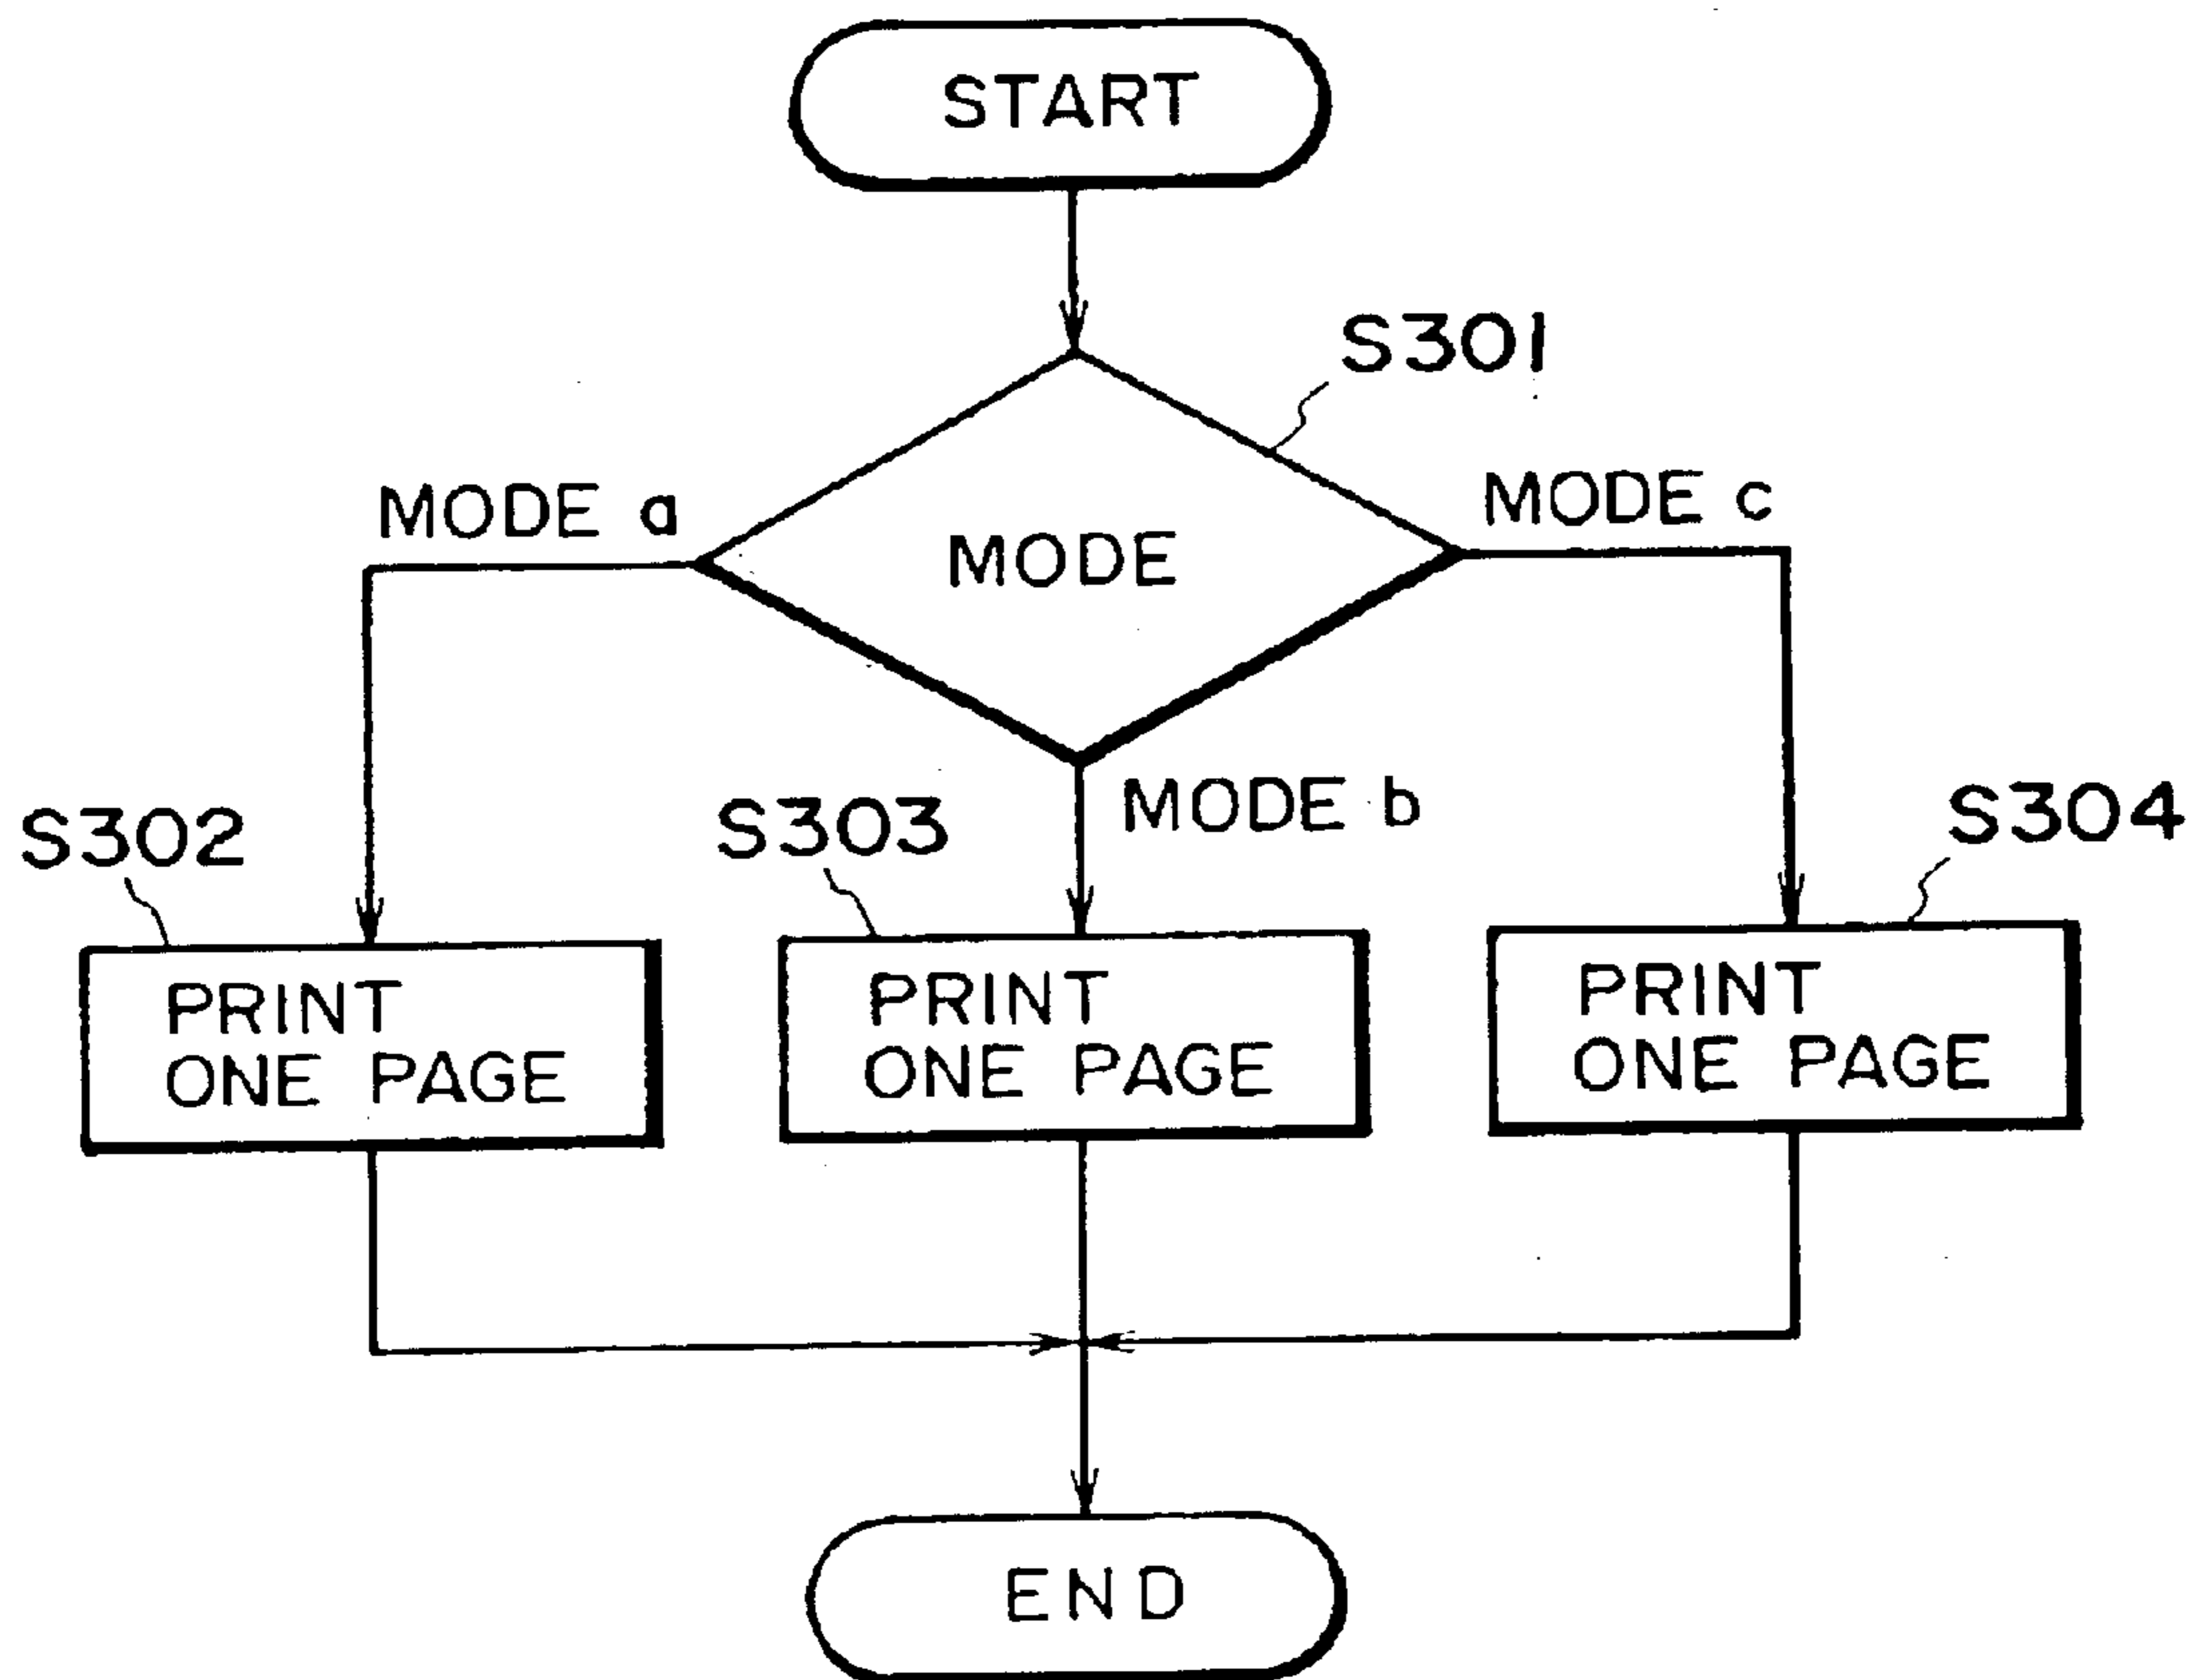 START
S301
MODE a
MODE c
MODE
MODE b
S302
S303
S304
PRINT
ONE PAGE
PRINT
ONE PAGE
PRINT
ONE PAGE
END